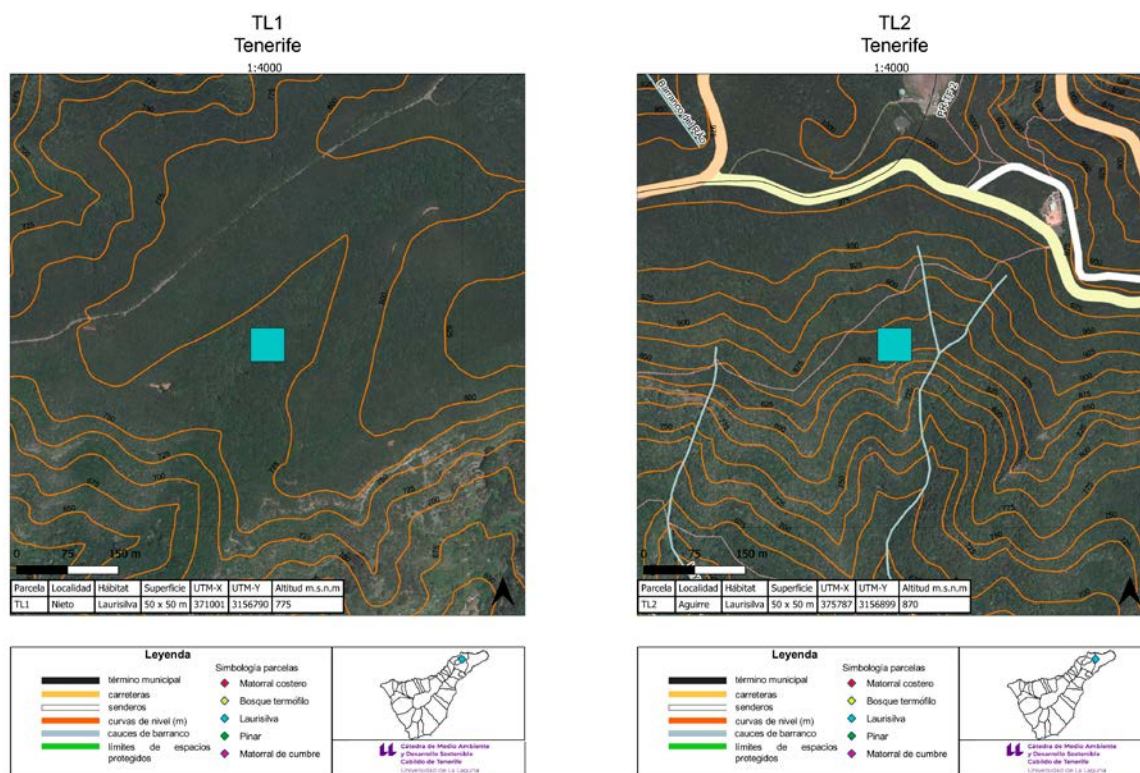 TL1
Tenerife
1:4000
0 75 150 m
Parcela Localidad Hábitat Superficie UTM-X UTM-Y Altitud m.s.n.m
TL1 Nieto Laurisilva 50 x 50 m 371001 3156790 775
Leyenda
término municipal
carreteras
senderos
curvas de nivel (m)
cauces de barranco
límites de espacios
protegidos
Simbología parcelas
Matorral costero
Bosque termófilo
Laurisilva
Pinar
Matorral de cumbre
Cátedra de Medio Ambiente
y Desarrollo Sostenible
Cabildo de Tenerife
Universidad de La Laguna
TL2
Tenerife
1:4000
PR-TF 2
0 75 150 m
Parcela Localidad Hábitat Superficie UTM-X UTM-Y Altitud m.s.n.m
TL2 Aguirre Laurisilva 50 x 50 m 375787 3156899 870
Leyenda
término municipal
carreteras
senderos
curvas de nivel (m)
cauces de barranco
límites de espacios
protegidos
Simbología parcelas
Matorral costero
Bosque termófilo
Laurisilva
Pinar
Matorral de cumbre
Cátedra de Medio Ambiente
y Desarrollo Sostenible
Cabildo de Tenerife
Universidad de La Laguna